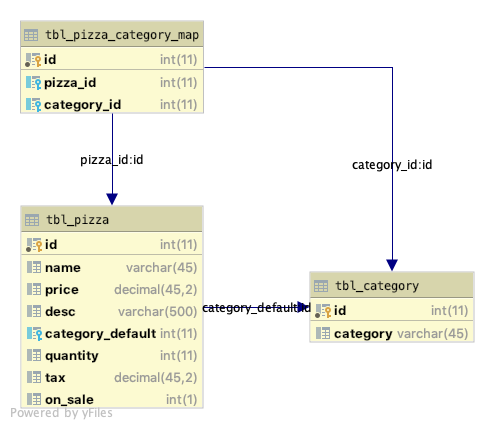 tbl_pizza_category_map
id int(11)
pizza_id int(11)
category_id int(11)
pizza_id:id
category_id:id
tbl_pizza
id int(11)
name varchar(45)
price decimal(45,2)
desc varchar(500)
category_default int(11)
quantity int(11)
tax decimal(45,2)
on_sale int(1)
category_default:id
tbl_category
id int(11)
category varchar(45)
Powered by yFiles